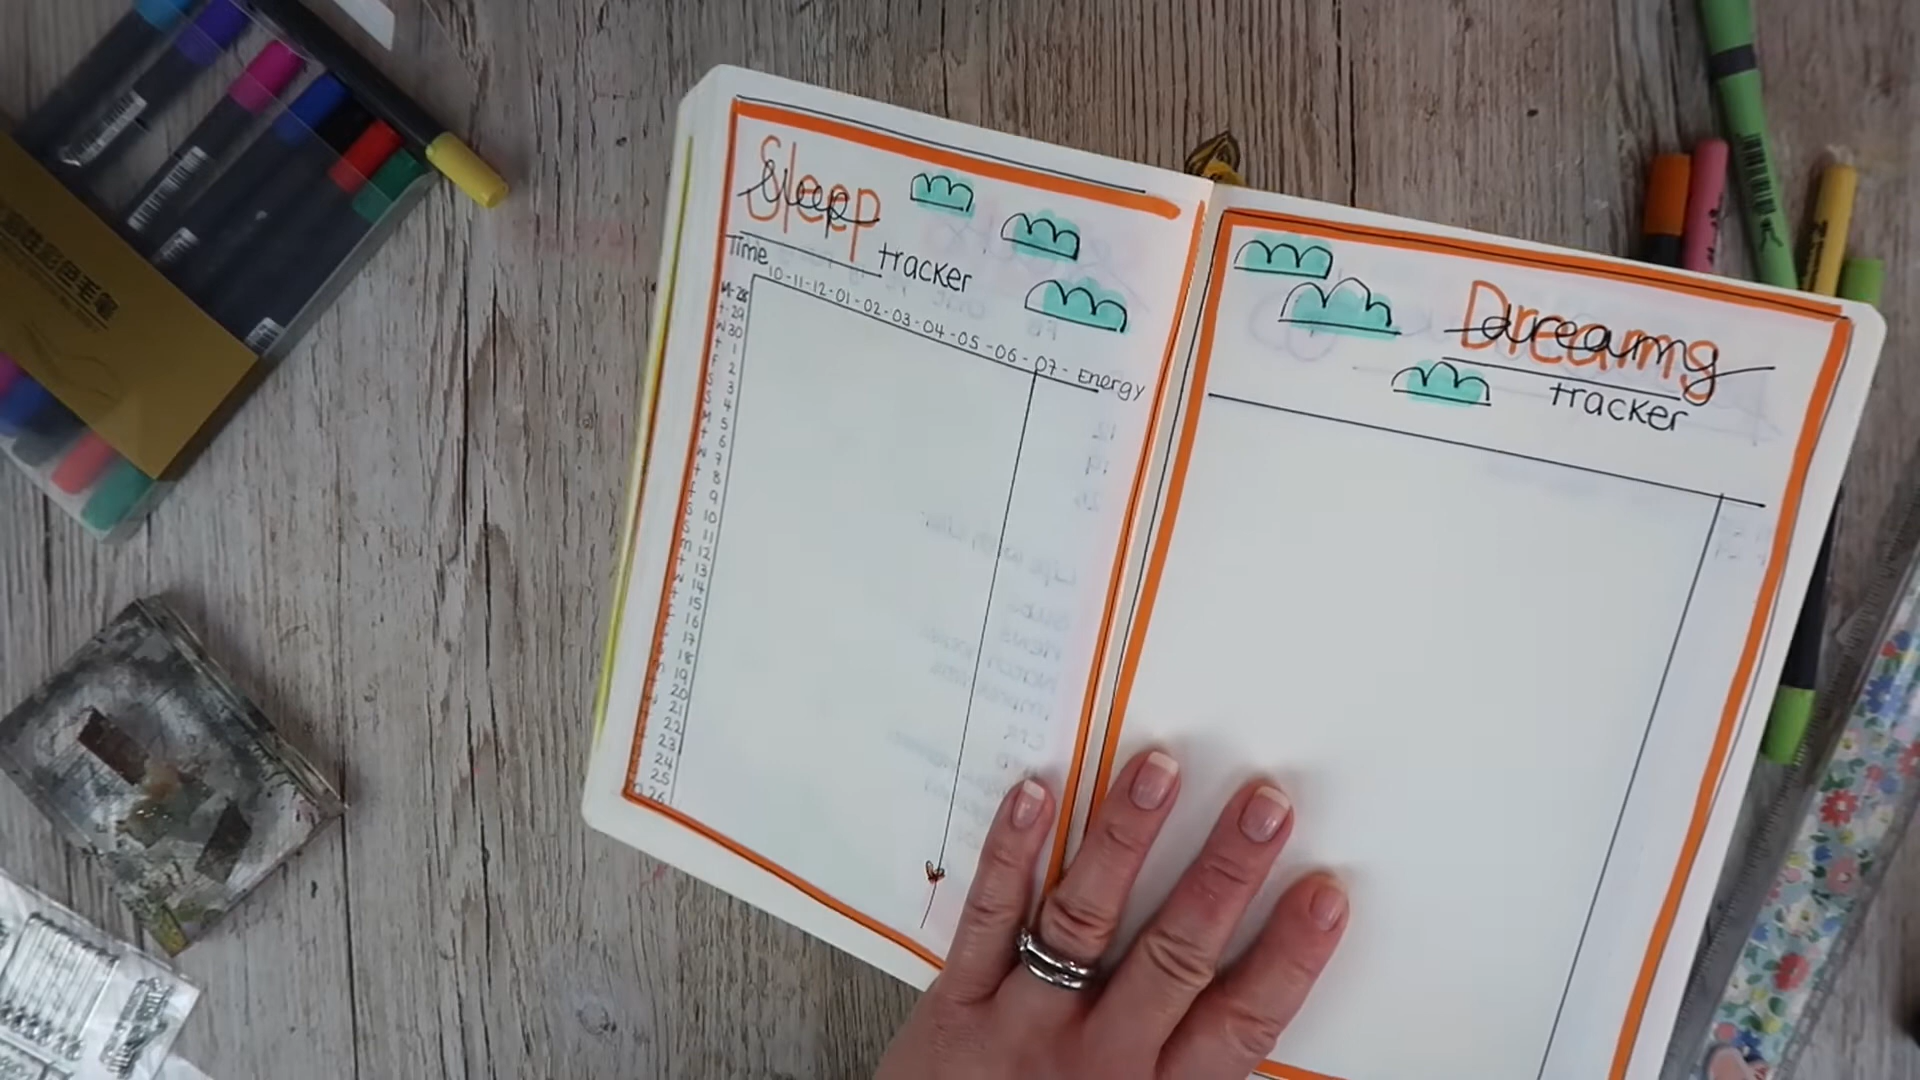 Sleep
Sleep
tracker
Time 10-11-12-01-02-03-04-05-06-07- Energy
M-28
t-29
W30
t 1
F 2
S 3
S 4
M 5
t 6
W 7
t 8
f 9
S 10
S 11
m 12
t 13
W 14
t 15
16
17
18
m 19
20
21
22
23
24
25
m 26
Dreams
dreams
tracker